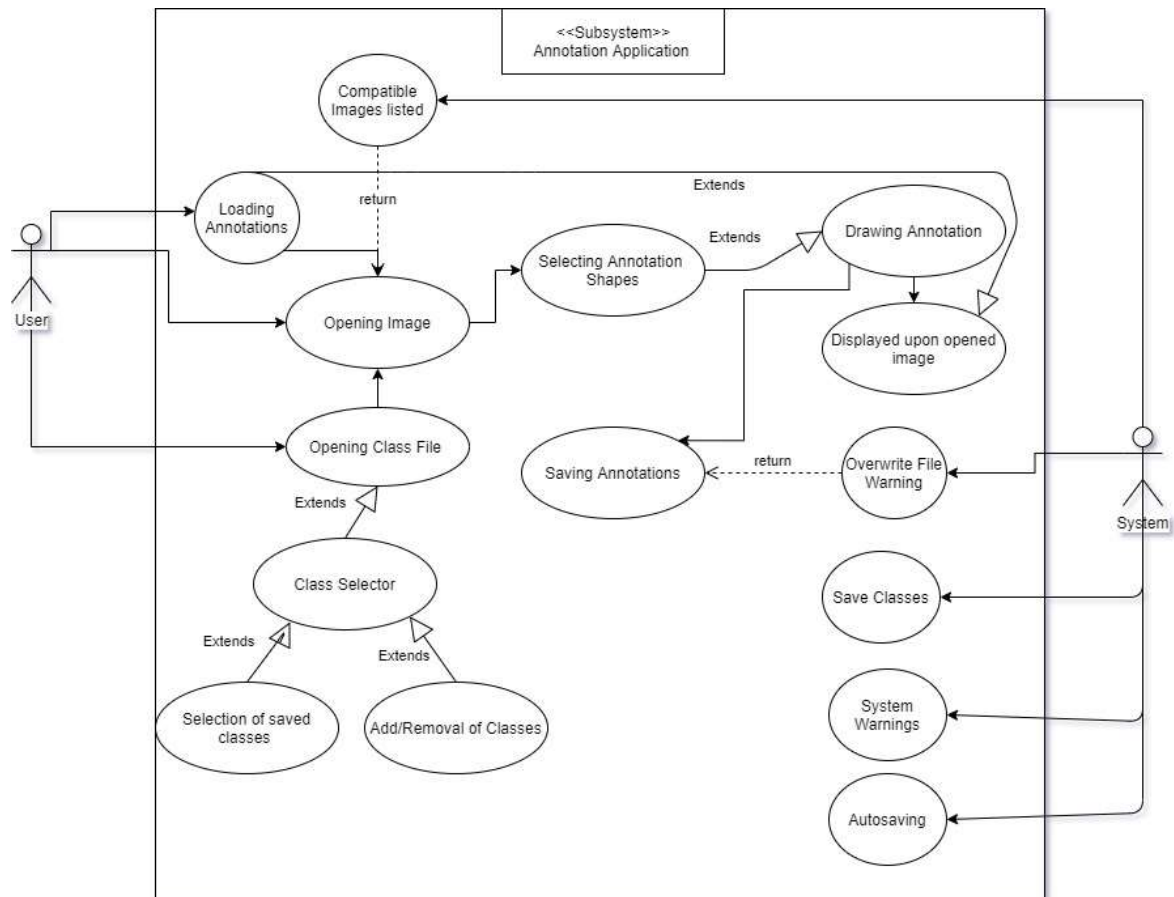 <<Subsystem>>
Annotation Application
Compatible
Images listed
return
Extends
Loading
Annotations
Drawing Annotation
Extends
Selecting Annotation
Shapes
User
Opening Image
Displayed upon opened
image
Opening Class File
return
Saving Annotations
Overwrite File
Warning
Extends
System
Class Selector
Save Classes
Extends
Extends
Selection of saved
classes
Add/Removal of Classes
System
Warnings
Autosaving